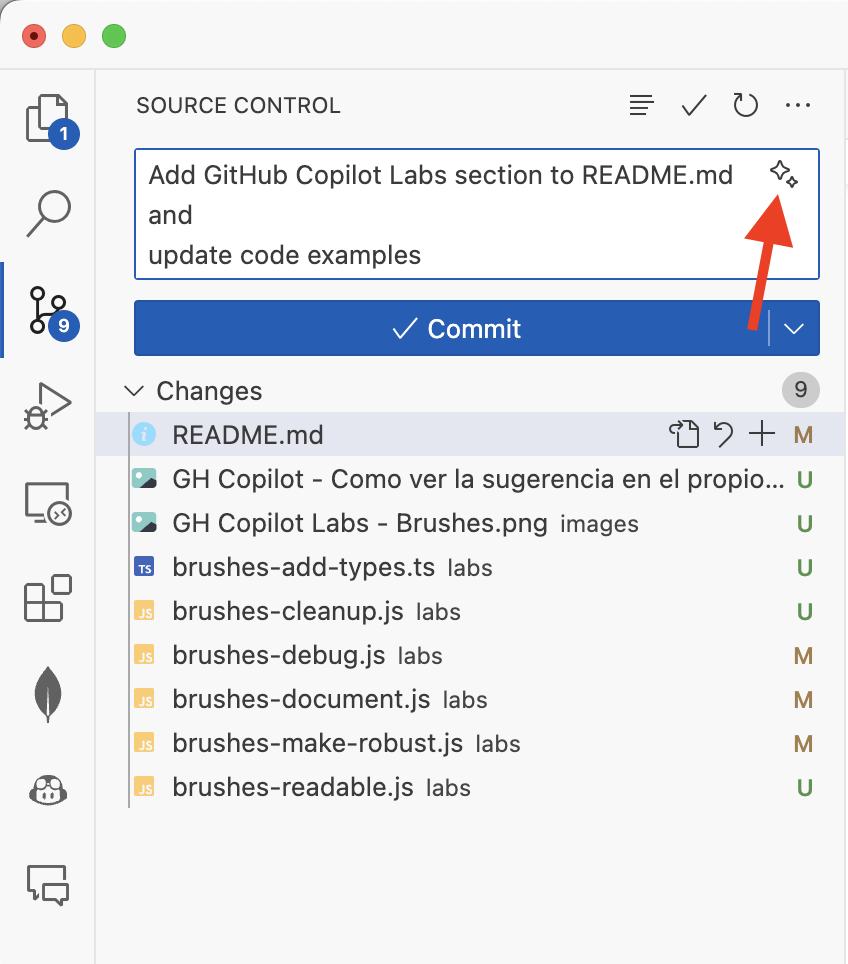 1
SOURCE CONTROL
Add GitHub Copilot Labs section to README.md
and
update code examples
9
Commit
Changes 9
README.md M
GH Copilot - Como ver la sugerencia en el propio... U
GH Copilot Labs - Brushes.png images U
TS brushes-add-types.ts labs U
JS brushes-cleanup.js labs U
JS brushes-debug.js labs M
JS brushes-document.js labs M
JS brushes-make-robust.js labs M
JS brushes-readable.js labs U